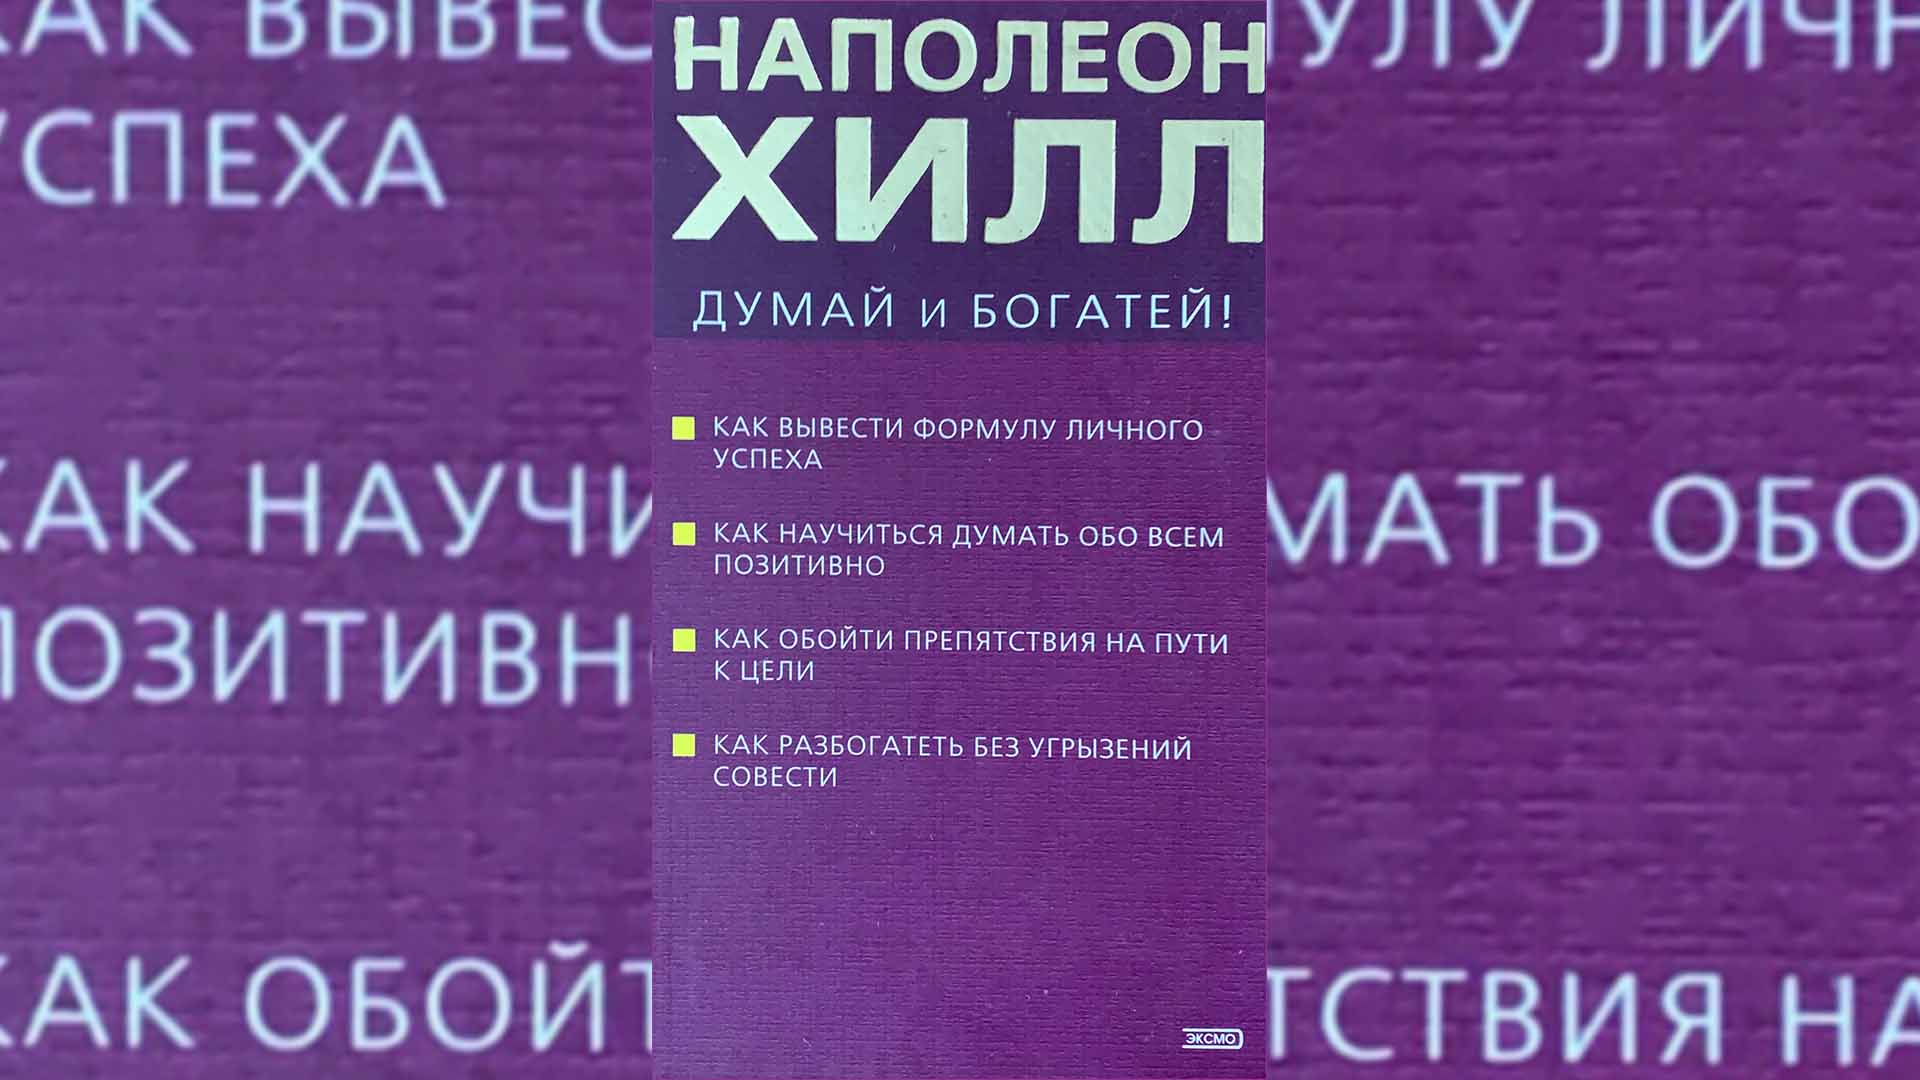 НАПОЛЕОН
ХИЛЛ
ДУМАЙ и БОГАТЕЙ!
КАК ВЫВЕСТИ ФОРМУЛУ ЛИЧНОГО
УСПЕХА
КАК НАУЧИТЬСЯ ДУМАТЬ ОБО ВСЕМ
ПОЗИТИВНО
КАК ОБОЙТИ ПРЕПЯТСТВИЯ НА ПУТИ
К ЦЕЛИ
КАК РАЗБОГАТЕТЬ БЕЗ УГРЫЗЕНИЙ
СОВЕСТИ
ЭКСМО